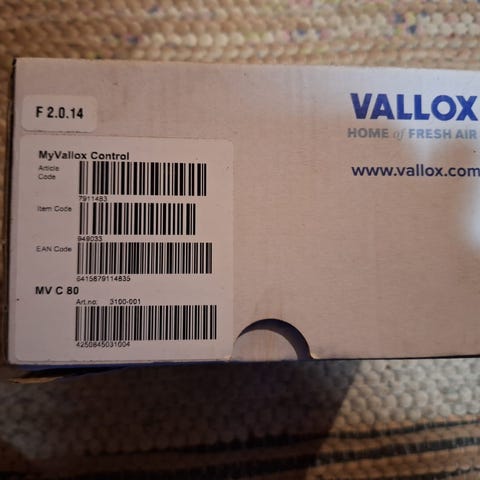 F 2.0.14
VALLOX
HOME of FRESH AIR
www.vallox.com
MyVallox Control
Article
Code
7911483
Item Code
949033
EAN Code
6415879114835
MV C 80
Art.no: 3100-001
4250845031004